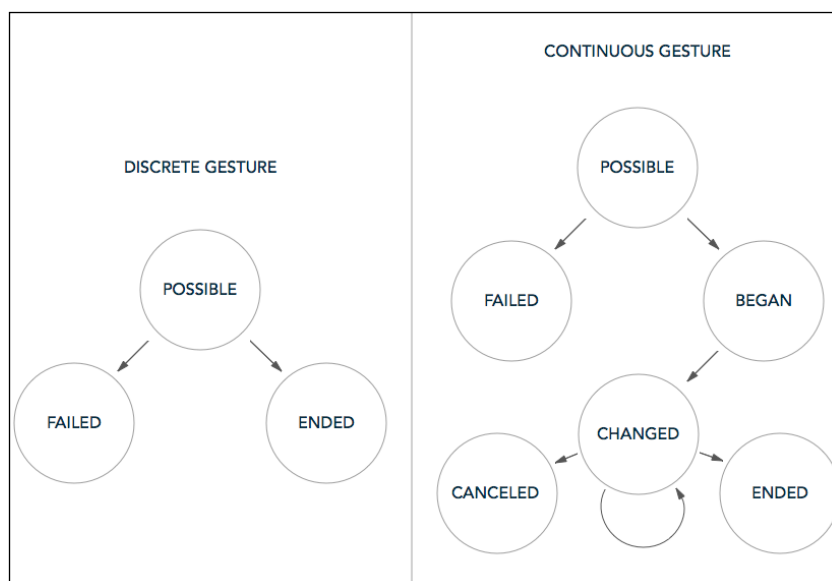 DISCRETE GESTURE
POSSIBLE
FAILED
ENDED
CONTINUOUS GESTURE
POSSIBLE
FAILED
BEGAN
CHANGED
CANCELED
ENDED